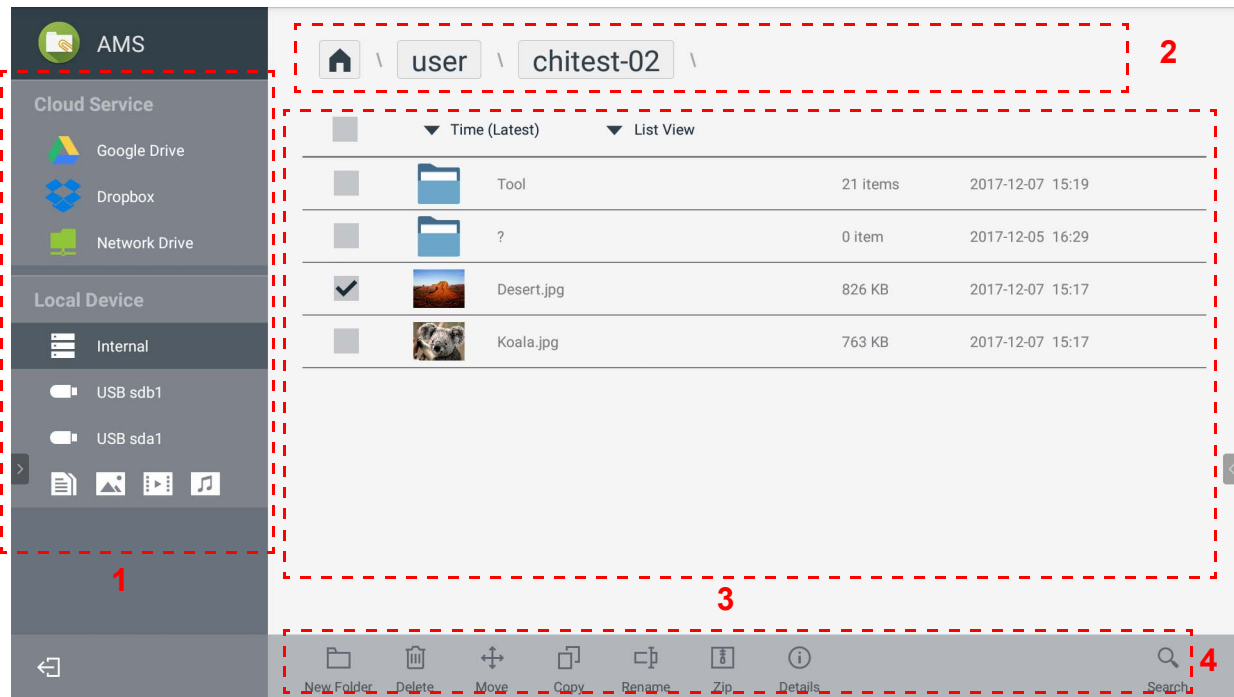 AMS
\ user \ chitest-02 \
2
Cloud Service
Google Drive
Dropbox
Network Drive
Local Device
Internal
USB sdb1
USB sda1
1
Time (Latest) List View
Tool 21 items 2017-12-07 15:19
? 0 item 2017-12-05 16:29
Desert.jpg 826 KB 2017-12-07 15:17
Koala.jpg 763 KB 2017-12-07 15:17
3
New Folder Delete Move Copy Rename Zip Details Search
4